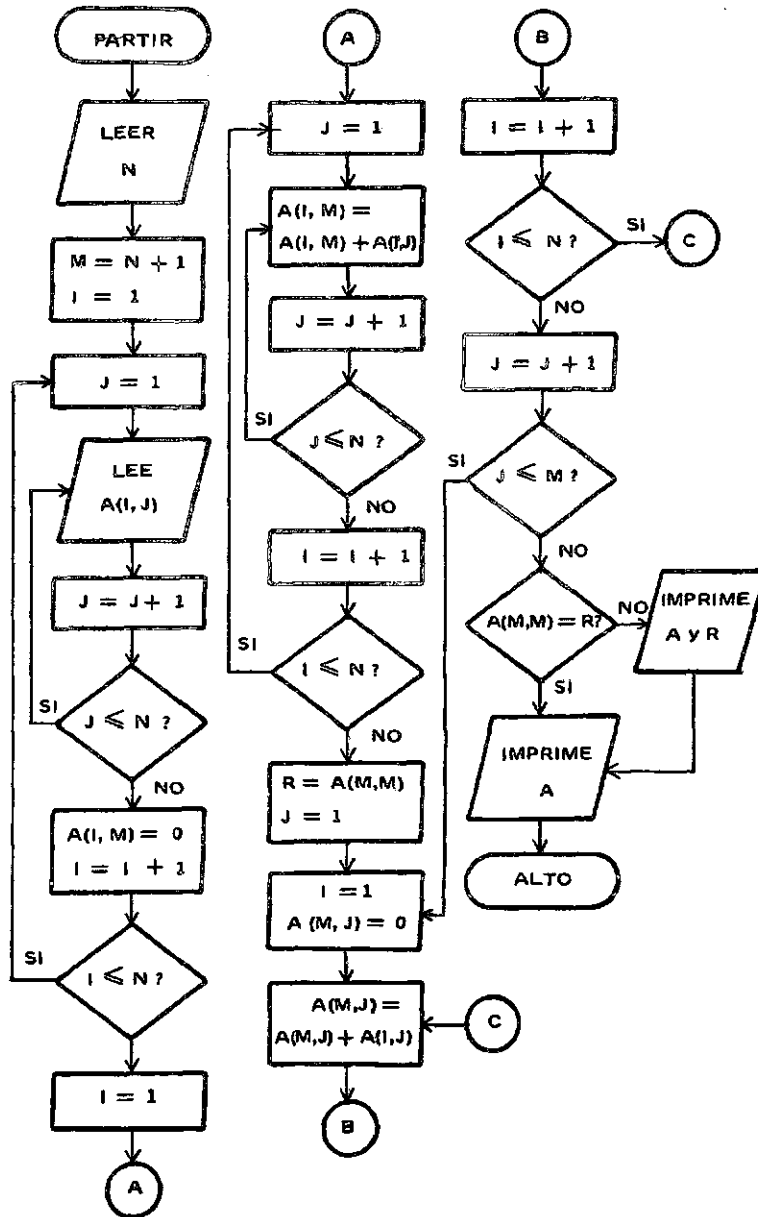 PARTIR
LEER
N
M = N + 1
I = 1
J = 1
LEE
A(I, J)
J = J + 1
J ≤ N ?
SI
NO
A(I, M) = 0
I = I + 1
I ≤ N ?
SI
I = 1
A
A
J = 1
A(I, M) =
A(I, M) + A(I,J)
J = J + 1
J ≤ N ?
SI
NO
I = I + 1
I ≤ N ?
SI
NO
R = A(M,M)
J = 1
I = 1
A (M, J) = 0
A(M,J) =
A(M,J) + A(I,J)
C
B
B
I = I + 1
I ≤ N ?
SI
C
NO
J = J + 1
J ≤ M ?
SI
NO
A(M,M) = R?
NO
IMPRIME
A y R
SI
IMPRIME
A
ALTO